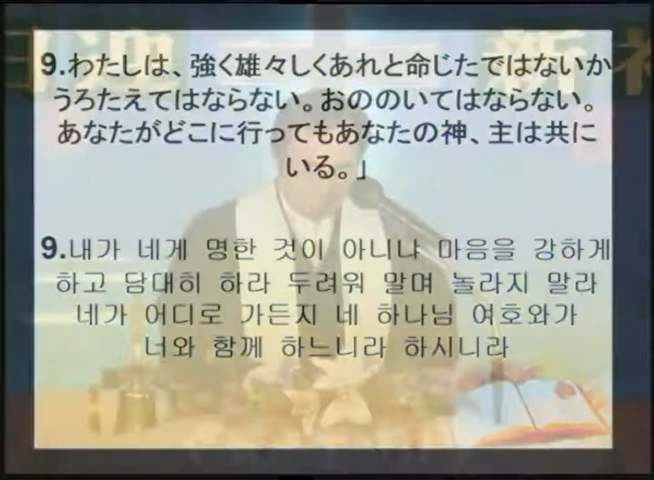 9.わたしは、強く雄々しくあれと命じたではないか
うろたえてはならない。おののいてはならない。
あなたがどこに行ってもあなたの神、主は共に
いる。」
9.내가 네게 명한 것이 아니냐 마음을 강하게
하고 담대히 하라 두려워 말며 놀라지 말라
네가 어디로 가든지 네 하나님 여호와가
너와 함께 하느니라 하시니라